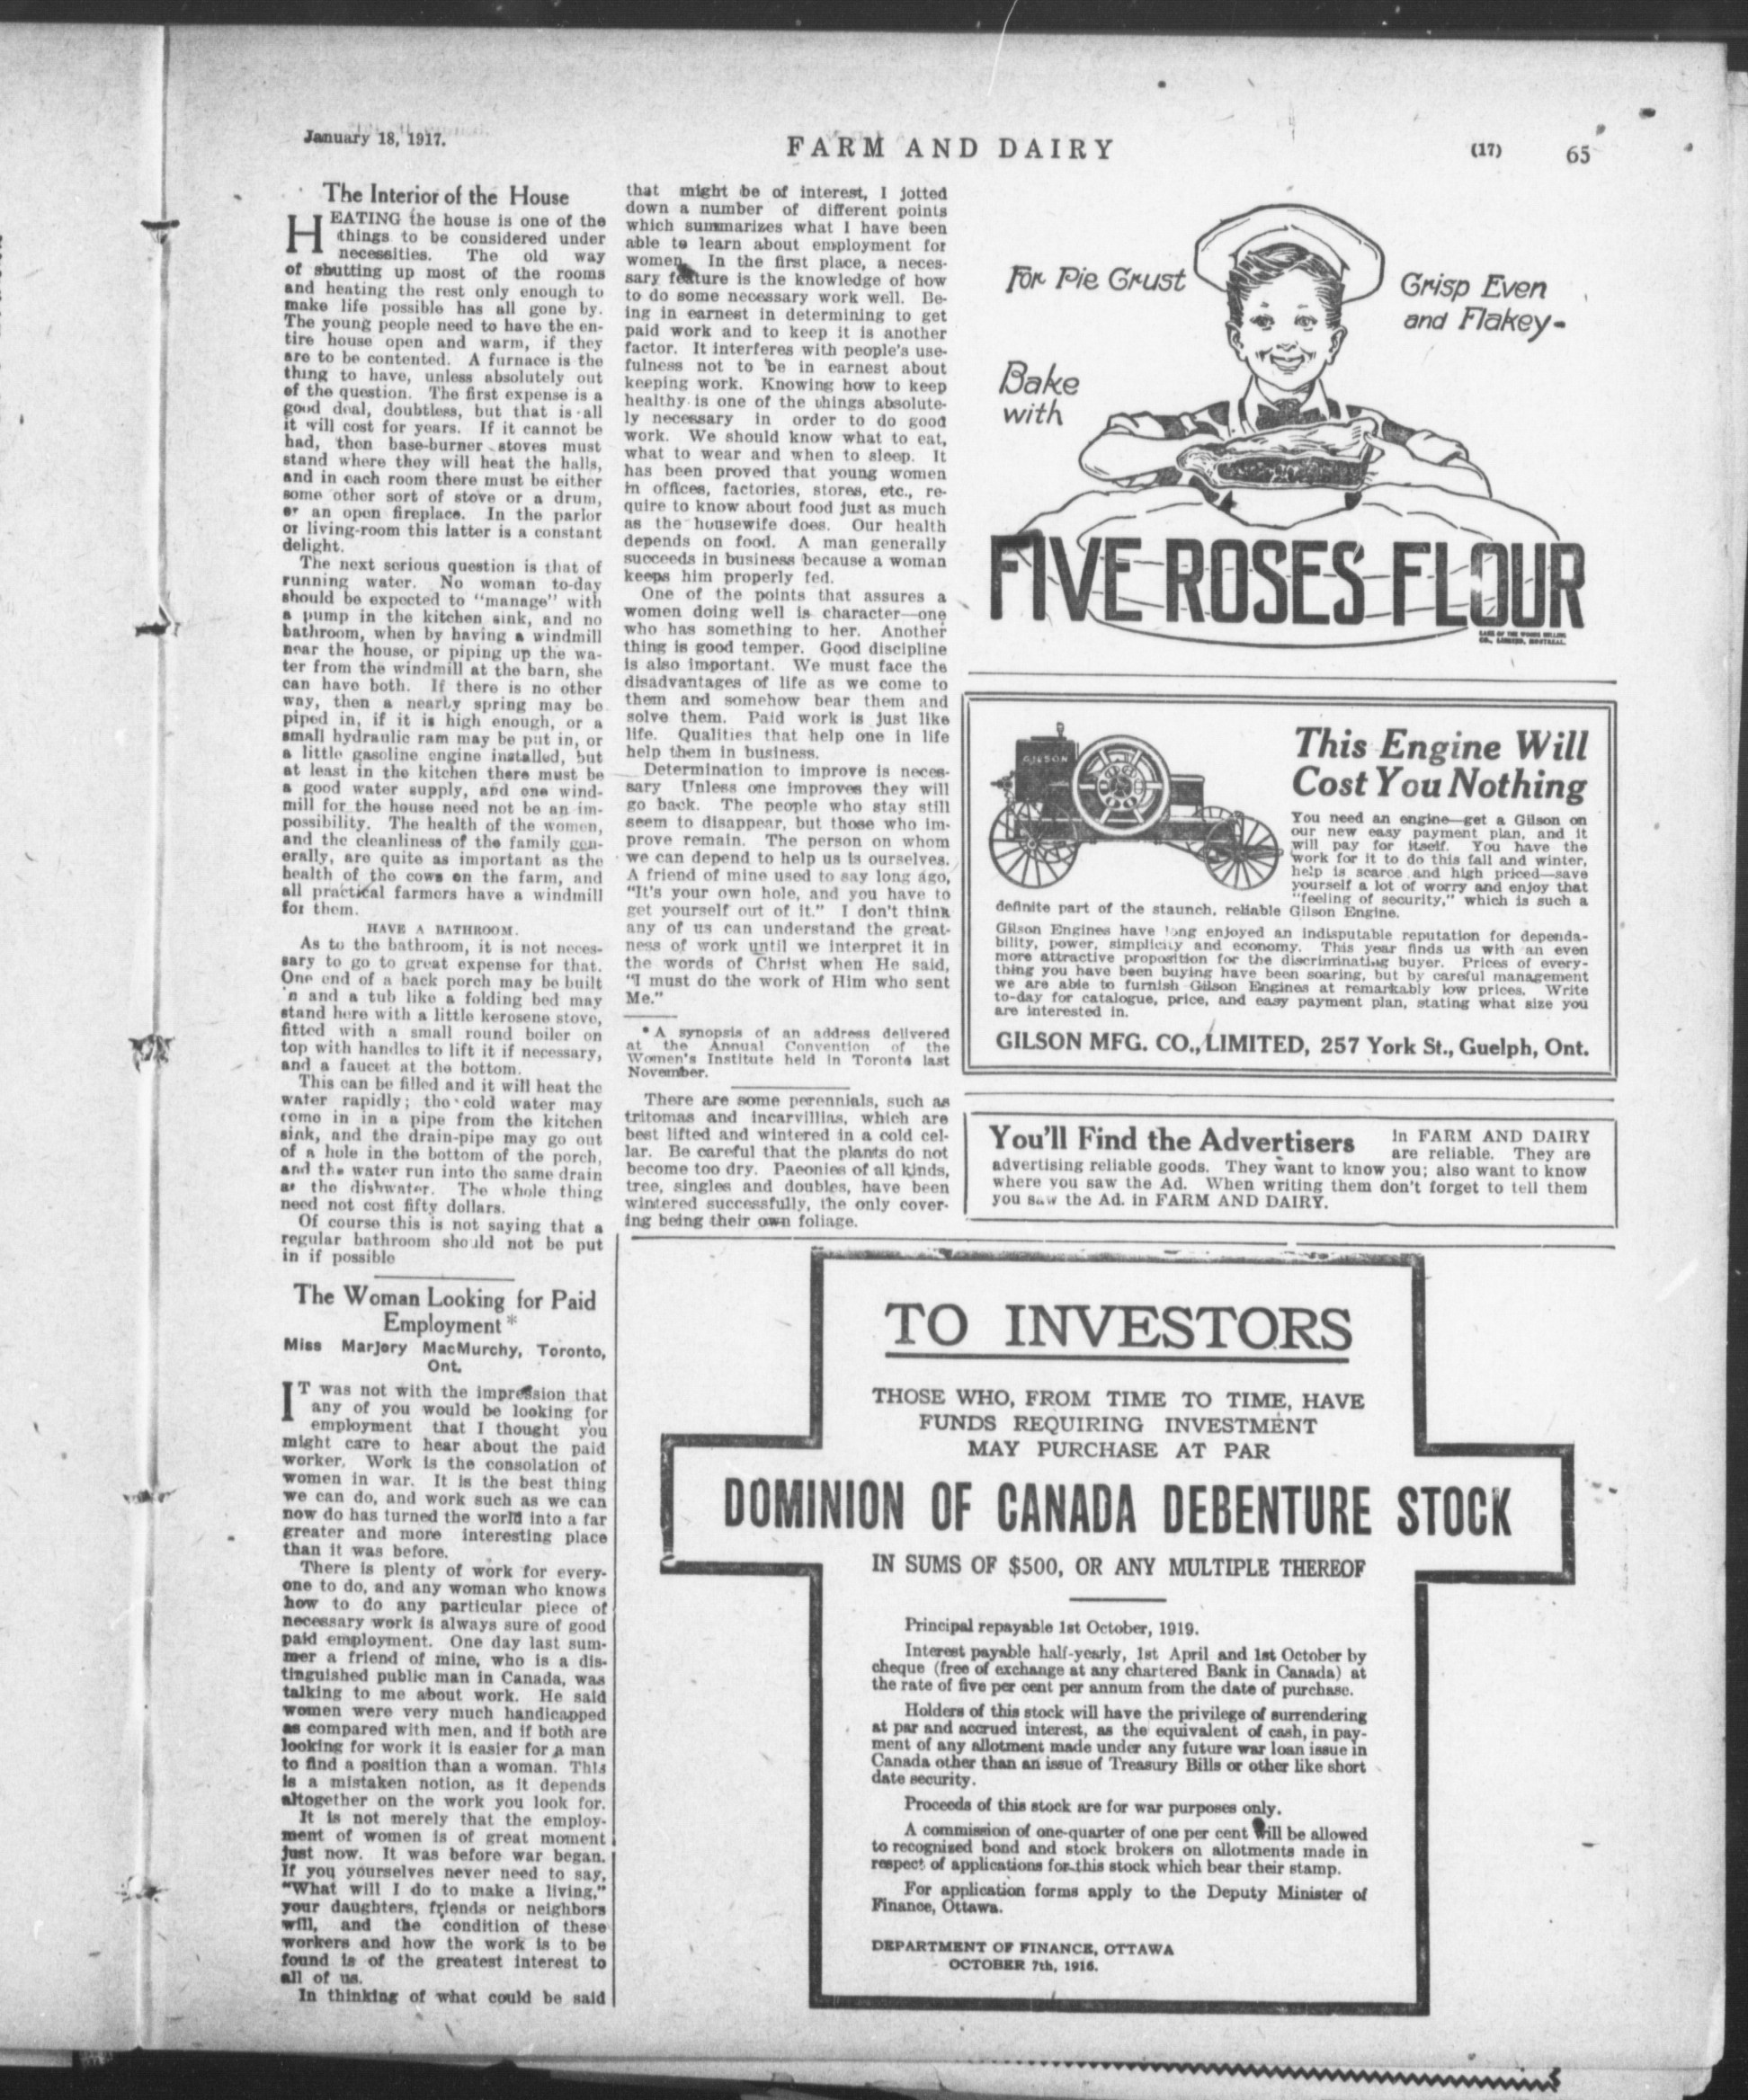 January 18, 1917.
FARM AND DAIRY
(17)
65
The Interior of the House
HEATING the house is one of the
things to be considered under
necessities. The old way
of shutting up most of the rooms
and heating the rest only enough to
make life possible has all gone by.
The young people need to have the en-
tire house open and warm, if they
are to be contented. A furnace is the
thing to have, unless absolutely out
of the question. The first expense is a
good deal, doubtless, but that is all
it will cost for years. If it cannot be
had, then base-burner stoves must
stand where they will heat the halls,
and in each room there must be either
some other sort of stove or a drum,
or an open fireplace. In the parlor
or living-room this latter is a constant
delight.
The next serious question is that of
running water. No woman to-day
should be expected to "manage" with
a pump in the kitchen sink, and no
bathroom, when by having a windmill
near the house, or piping up the wa-
ter from the windmill at the barn, she
can have both. If there is no other
way, then a nearby spring may be
piped in, if it is high enough, or a
small hydraulic ram may be put in, or
a little gasoline engine installed, but
at least in the kitchen there must be
a good water supply, and one wind-
mill for the house need not be an im-
possibility. The health of the women,
and the cleanliness of the family gen-
erally, are quite as important as the
health of the cows on the farm, and
all practical farmers have a windmill
for them.
HAVE A BATHROOM.
As to the bathroom, it is not neces-
sary to go to great expense for that.
One end of a back porch may be built
'n and a tub like a folding bed may
stand here with a little kerosene stove,
fitted with a small round boiler on
top with handles to lift it if necessary,
and a faucet at the bottom.
This can be filled and it will heat the
water rapidly; the cold water may
come in in a pipe from the kitchen
sink, and the drain-pipe may go out
of a hole in the bottom of the porch,
and the water run into the same drain
as the dishwater. The whole thing
need not cost fifty dollars.
Of course this is not saying that a
regular bathroom should not be put
in if possible
The Woman Looking for Paid
Employment*
Miss Marjory MacMurchy, Toronto,
Ont.
IT was not with the impression that
any of you would be looking for
employment that I thought you
might care to hear about the paid
worker. Work is the consolation of
women in war. It is the best thing
we can do, and work such as we can
now do has turned the world into a far
greater and more interesting place
than it was before.
There is plenty of work for every-
one to do, and any woman who knows
how to do any particular piece of
necessary work is always sure of good
paid employment. One day last sum-
mer a friend of mine, who is a dis-
tinguished public man in Canada, was
talking to me about work. He said
women were very much handicapped
as compared with men, and if both are
looking for work it is easier for a man
to find a position than a woman. This
is a mistaken notion, as it depends
altogether on the work you look for.
It is not merely that the employ-
ment of women is of great moment
just now. It was before war began.
If you yourselves never need to say,
"What will I do to make a living,"
your daughters, friends or neighbors
will, and the condition of these
workers and how the work is to be
found is of the greatest interest to
all of us.
In thinking of what could be said
that might be of interest, I jotted
down a number of different points
which summarizes what I have been
able to learn about employment for
women. In the first place, a neces-
sary feature is the knowledge of how
to do some necessary work well. Be-
ing in earnest in determining to get
paid work and to keep it is another
factor. It interferes with people's use-
fulness not to be in earnest about
keeping work. Knowing how to keep
healthy is one of the things absolute-
ly necessary in order to do good
work. We should know what to eat,
what to wear and when to sleep. It
has been proved that young women
in offices, factories, stores, etc., re-
quire to know about food just as much
as the housewife does. Our health
depends on food. A man generally
succeeds in business because a woman
keeps him properly fed.
One of the points that assures a
women doing well is character—one
who has something to her. Another
thing is good temper. Good discipline
is also important. We must face the
disadvantages of life as we come to
them and somehow bear them and
solve them. Paid work is just like
life. Qualities that help one in life
help them in business.
Determination to improve is neces-
sary Unless one improves they will
go back. The people who stay still
seem to disappear, but those who im-
prove remain. The person on whom
we can depend to help us is ourselves.
A friend of mine used to say long ago,
"It's your own hole, and you have to
get yourself out of it." I don't think
any of us can understand the great-
ness of work until we interpret it in
the words of Christ when He said,
"I must do the work of Him who sent
Me."
*A synopsis of an address delivered
at the Annual Convention of the
Women's Institute held in Toronto last
November.
There are some perennials, such as
tritomas and incarvillias, which are
best lifted and wintered in a cold cel-
lar. Be careful that the plants do not
become too dry. Paeonies of all kinds,
tree, singles and doubles, have been
wintered successfully, the only cover-
ing being their own foliage.
For Pie Crust
Crisp Even
and Flakey-
Bake
with
FIVE ROSES FLOUR
LAKE OF THE WOODS MILLING
CO., LIMITED, MONTREAL.
GILSON
This Engine Will
Cost You Nothing
You need an engine—get a Gilson on
our new easy payment plan, and it
will pay for itself. You have the
work for it to do this fall and winter,
help is scarce and high priced—save
yourself a lot of worry and enjoy that
"feeling of security," which is such a
definite part of the staunch, reliable Gilson Engine.
Gilson Engines have long enjoyed an indisputable reputation for dependa-
bility, power, simplicity and economy. This year finds us with an even
more attractive proposition for the discriminating buyer. Prices of every-
thing you have been buying have been soaring, but by careful management
we are able to furnish Gilson Engines at remarkably low prices. Write
to-day for catalogue, price, and easy payment plan, stating what size you
are interested in.
GILSON MFG. CO., LIMITED, 257 York St., Guelph, Ont.
You'll Find the Advertisers in FARM AND DAIRY
are reliable. They are
advertising reliable goods. They want to know you; also want to know
where you saw the Ad. When writing them don't forget to tell them
you saw the Ad. in FARM AND DAIRY.
TO INVESTORS
THOSE WHO, FROM TIME TO TIME, HAVE
FUNDS REQUIRING INVESTMENT
MAY PURCHASE AT PAR
DOMINION OF CANADA DEBENTURE STOCK
IN SUMS OF $500, OR ANY MULTIPLE THEREOF
Principal repayable 1st October, 1919.
Interest payable half-yearly, 1st April and 1st October by
cheque (free of exchange at any chartered Bank in Canada) at
the rate of five per cent per annum from the date of purchase.
Holders of this stock will have the privilege of surrendering
at par and accrued interest, as the equivalent of cash, in pay-
ment of any allotment made under any future war loan issue in
Canada other than an issue of Treasury Bills or other like short
date security.
Proceeds of this stock are for war purposes only.
A commission of one-quarter of one per cent will be allowed
to recognized bond and stock brokers on allotments made in
respect of applications for this stock which bear their stamp.
For application forms apply to the Deputy Minister of
Finance, Ottawa.
DEPARTMENT OF FINANCE, OTTAWA
OCTOBER 7th, 1916.